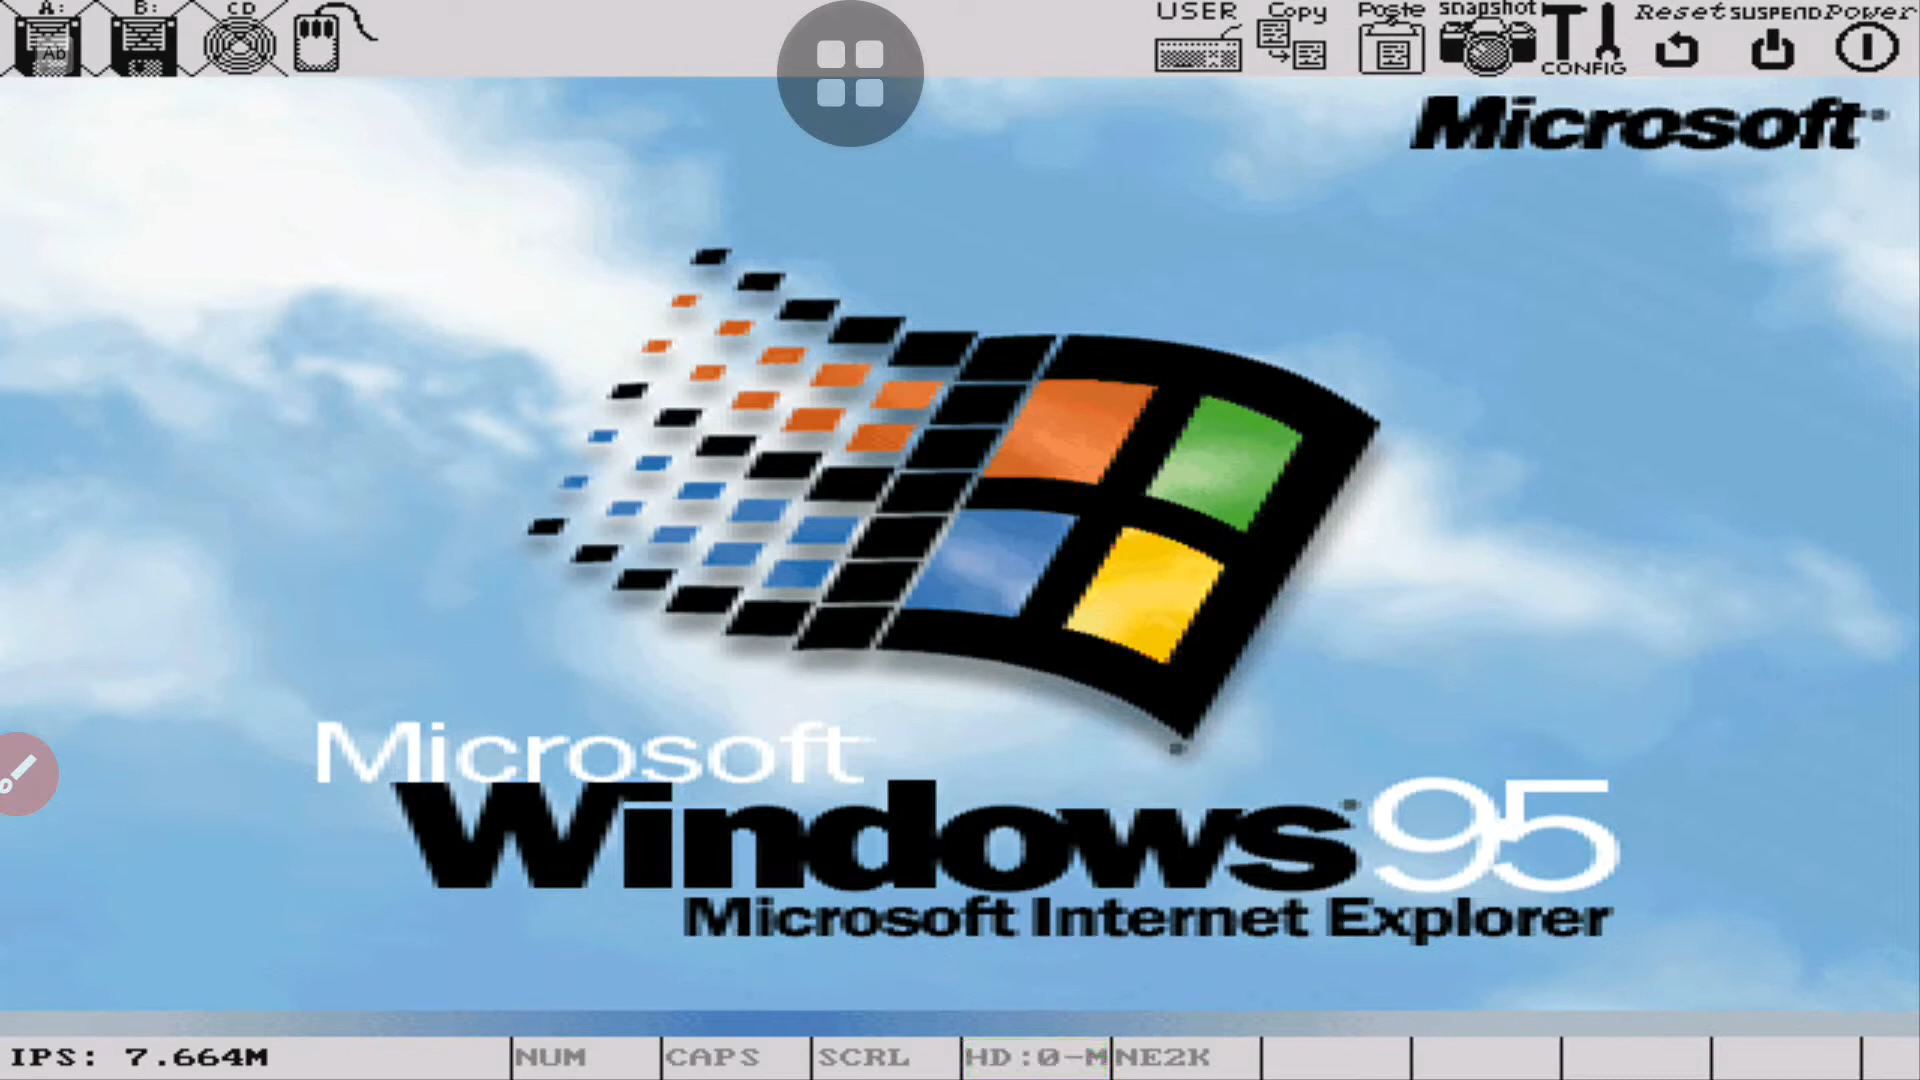 A: B: CD USER Copy Paste snapshot CONFIG Reset SUSPEND Power
Ab
Microsoft
Microsoft
Windows 95
Microsoft Internet Explorer
IPS: 7.664M NUM CAPS SCRL HD:0-M NE2K